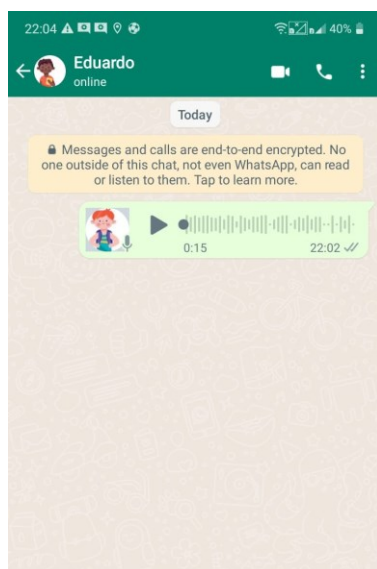 22:04 40%
Eduardo
online
Today
Messages and calls are end-to-end encrypted. No
one outside of this chat, not even WhatsApp, can read
or listen to them. Tap to learn more.
0:15 22:02